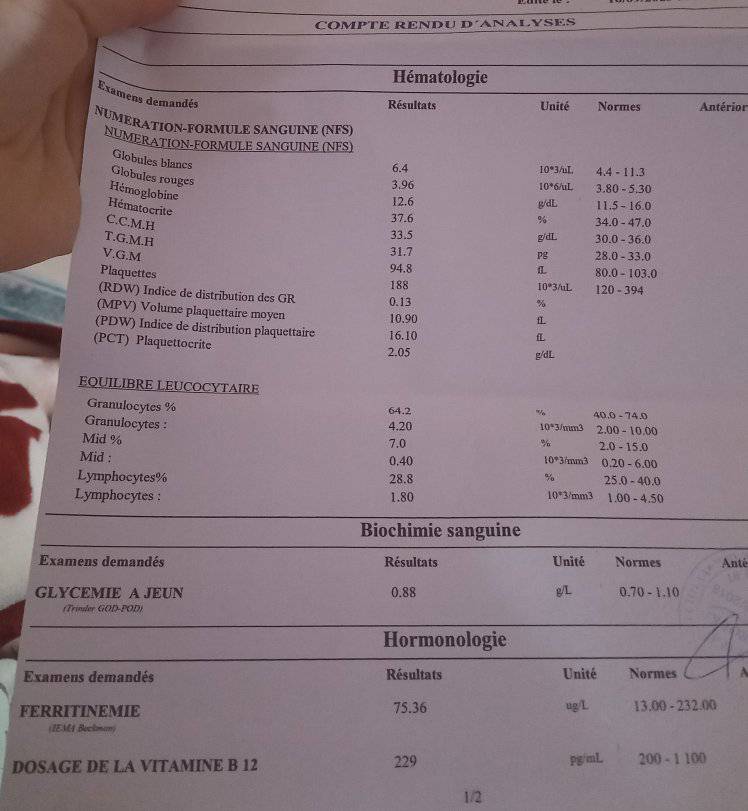 COMPTE RENDU D'ANALYSES
Hématologie
Examens demandés Résultats Unité Normes Antérior
NUMERATION-FORMULE SANGUINE (NFS)
NUMERATION-FORMULE SANGUINE (NFS)
Globules blancs 6.4 10*3/uL 4.4 - 11.3
Globules rouges 3.96 10*6/uL 3.80 - 5.30
Hémoglobine 12.6 g/dL 11.5 - 16.0
Hématocrite 37.6 % 34.0 - 47.0
C.C.M.H 33.5 g/dL 30.0 - 36.0
T.G.M.H 31.7 pg 28.0 - 33.0
V.G.M 94.8 fL 80.0 - 103.0
Plaquettes 188 10*3/uL 120 - 394
(RDW) Indice de distribution des GR 0.13 %
(MPV) Volume plaquettaire moyen 10.90 fL
(PDW) Indice de distribution plaquettaire 16.10 fL
(PCT) Plaquettocrite 2.05 g/dL
EQUILIBRE LEUCOCYTAIRE
Granulocytes % 64.2 % 40.0 - 74.0
Granulocytes : 4.20 10*3/mm3 2.00 - 10.00
Mid % 7.0 % 2.0 - 15.0
Mid : 0.40 10*3/mm3 0.20 - 6.00
Lymphocytes% 28.8 % 25.0 - 40.0
Lymphocytes : 1.80 10*3/mm3 1.00 - 4.50
Biochimie sanguine
Examens demandés Résultats Unité Normes Anté
GLYCEMIE A JEUN 0.88 g/L 0.70 - 1.10
(Trinder GOD-POD)
Hormonologie
Examens demandés Résultats Unité Normes A
FERRITINEMIE 75.36 ug/L 13.00 - 232.00
(IEMA Beckman)
DOSAGE DE LA VITAMINE B 12 229 pg/mL 200 - 1 100
1/2